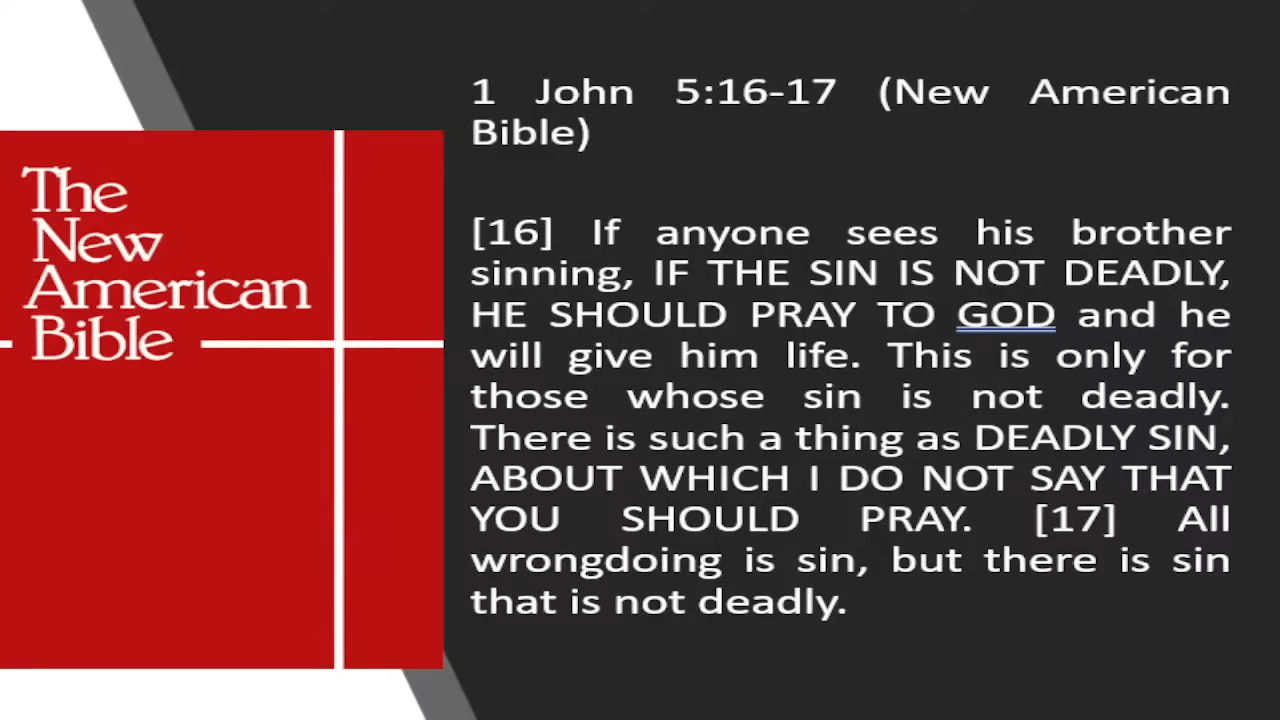 The
New
American
Bible
1 John 5:16-17 (New American
Bible)
[16] If anyone sees his brother
sinning, IF THE SIN IS NOT DEADLY,
HE SHOULD PRAY TO GOD and he
will give him life. This is only for
those whose sin is not deadly.
There is such a thing as DEADLY SIN,
ABOUT WHICH I DO NOT SAY THAT
YOU SHOULD PRAY. [17] All
wrongdoing is sin, but there is sin
that is not deadly.